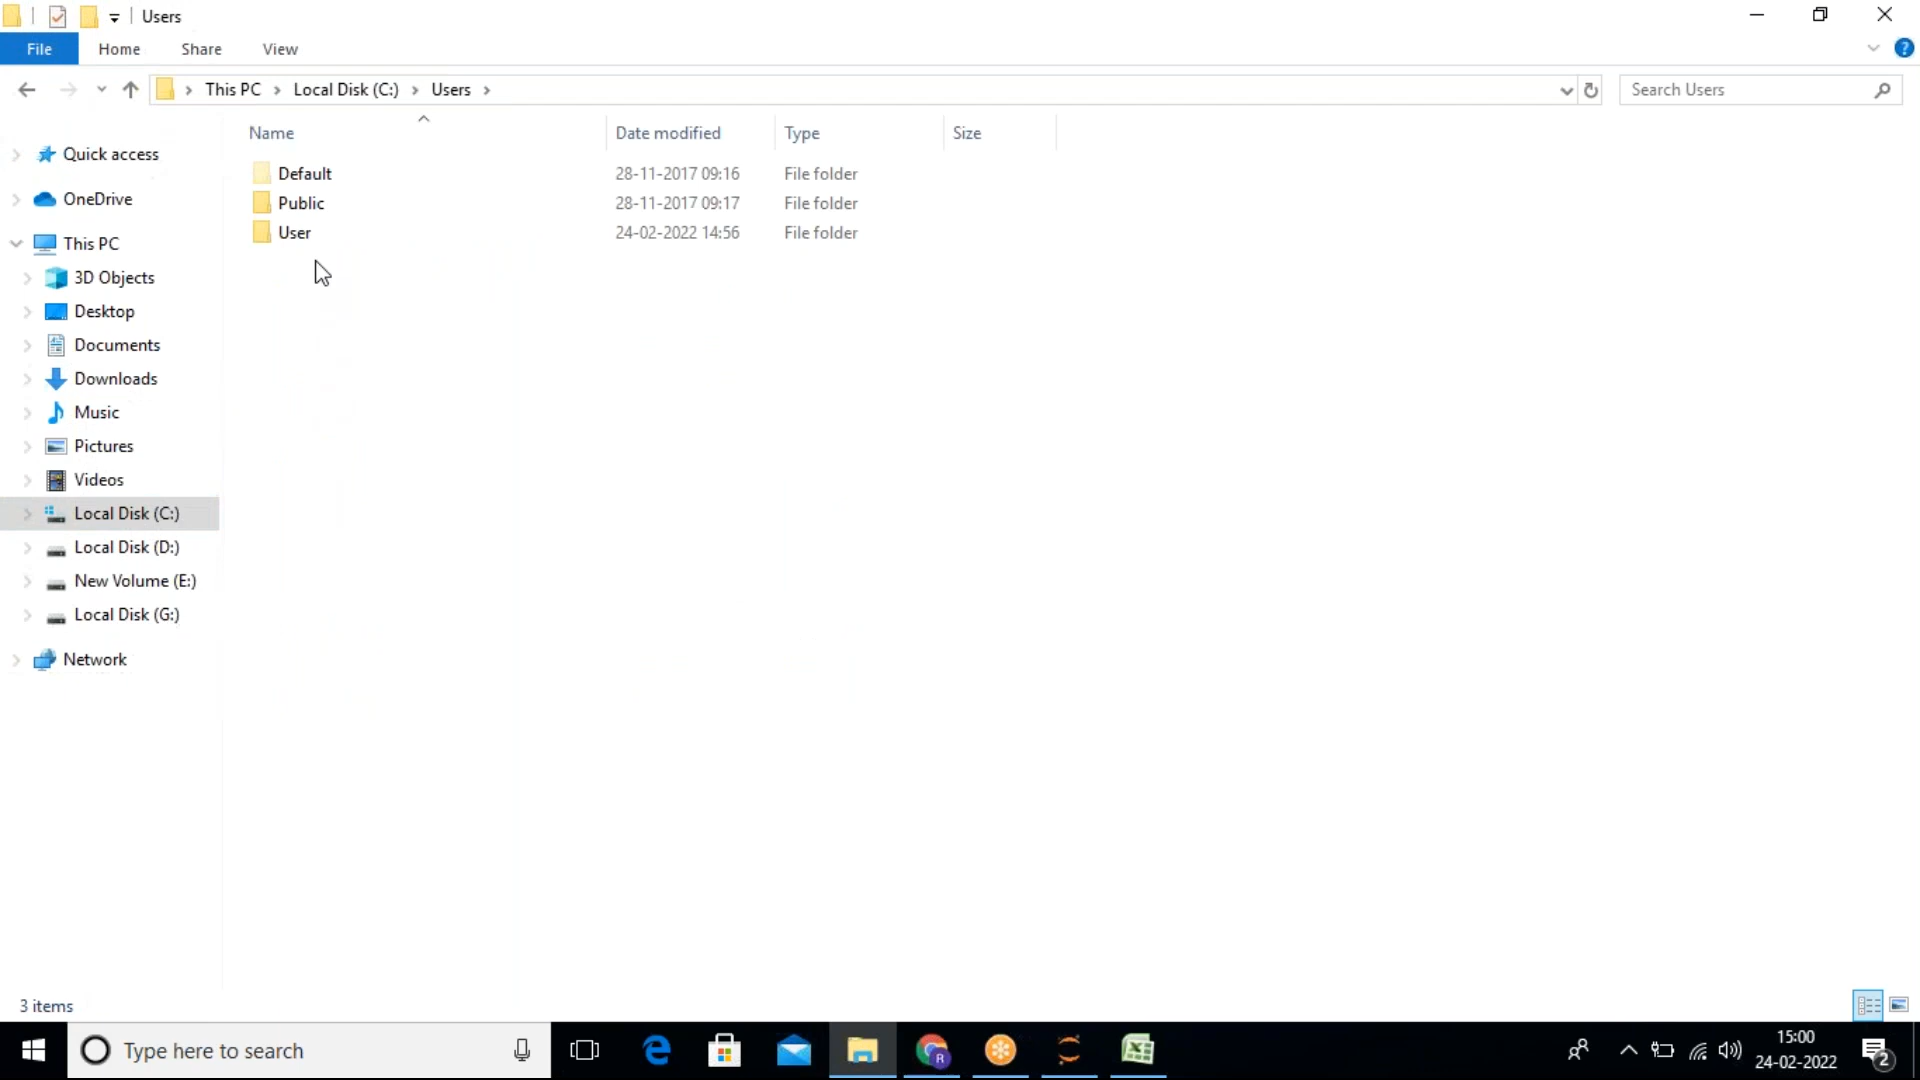 Users
File Home Share View
This PC Local Disk (C:) Users
Search Users
Name Date modified Type Size
Quick access
OneDrive
This PC
3D Objects
Desktop
Documents
Downloads
Music
Pictures
Videos
Local Disk (C:)
Local Disk (D:)
New Volume (E:)
Local Disk (G:)
Network
Default 28-11-2017 09:16 File folder
Public 28-11-2017 09:17 File folder
User 24-02-2022 14:56 File folder
3 items
Type here to search
R
15:00
24-02-2022
2